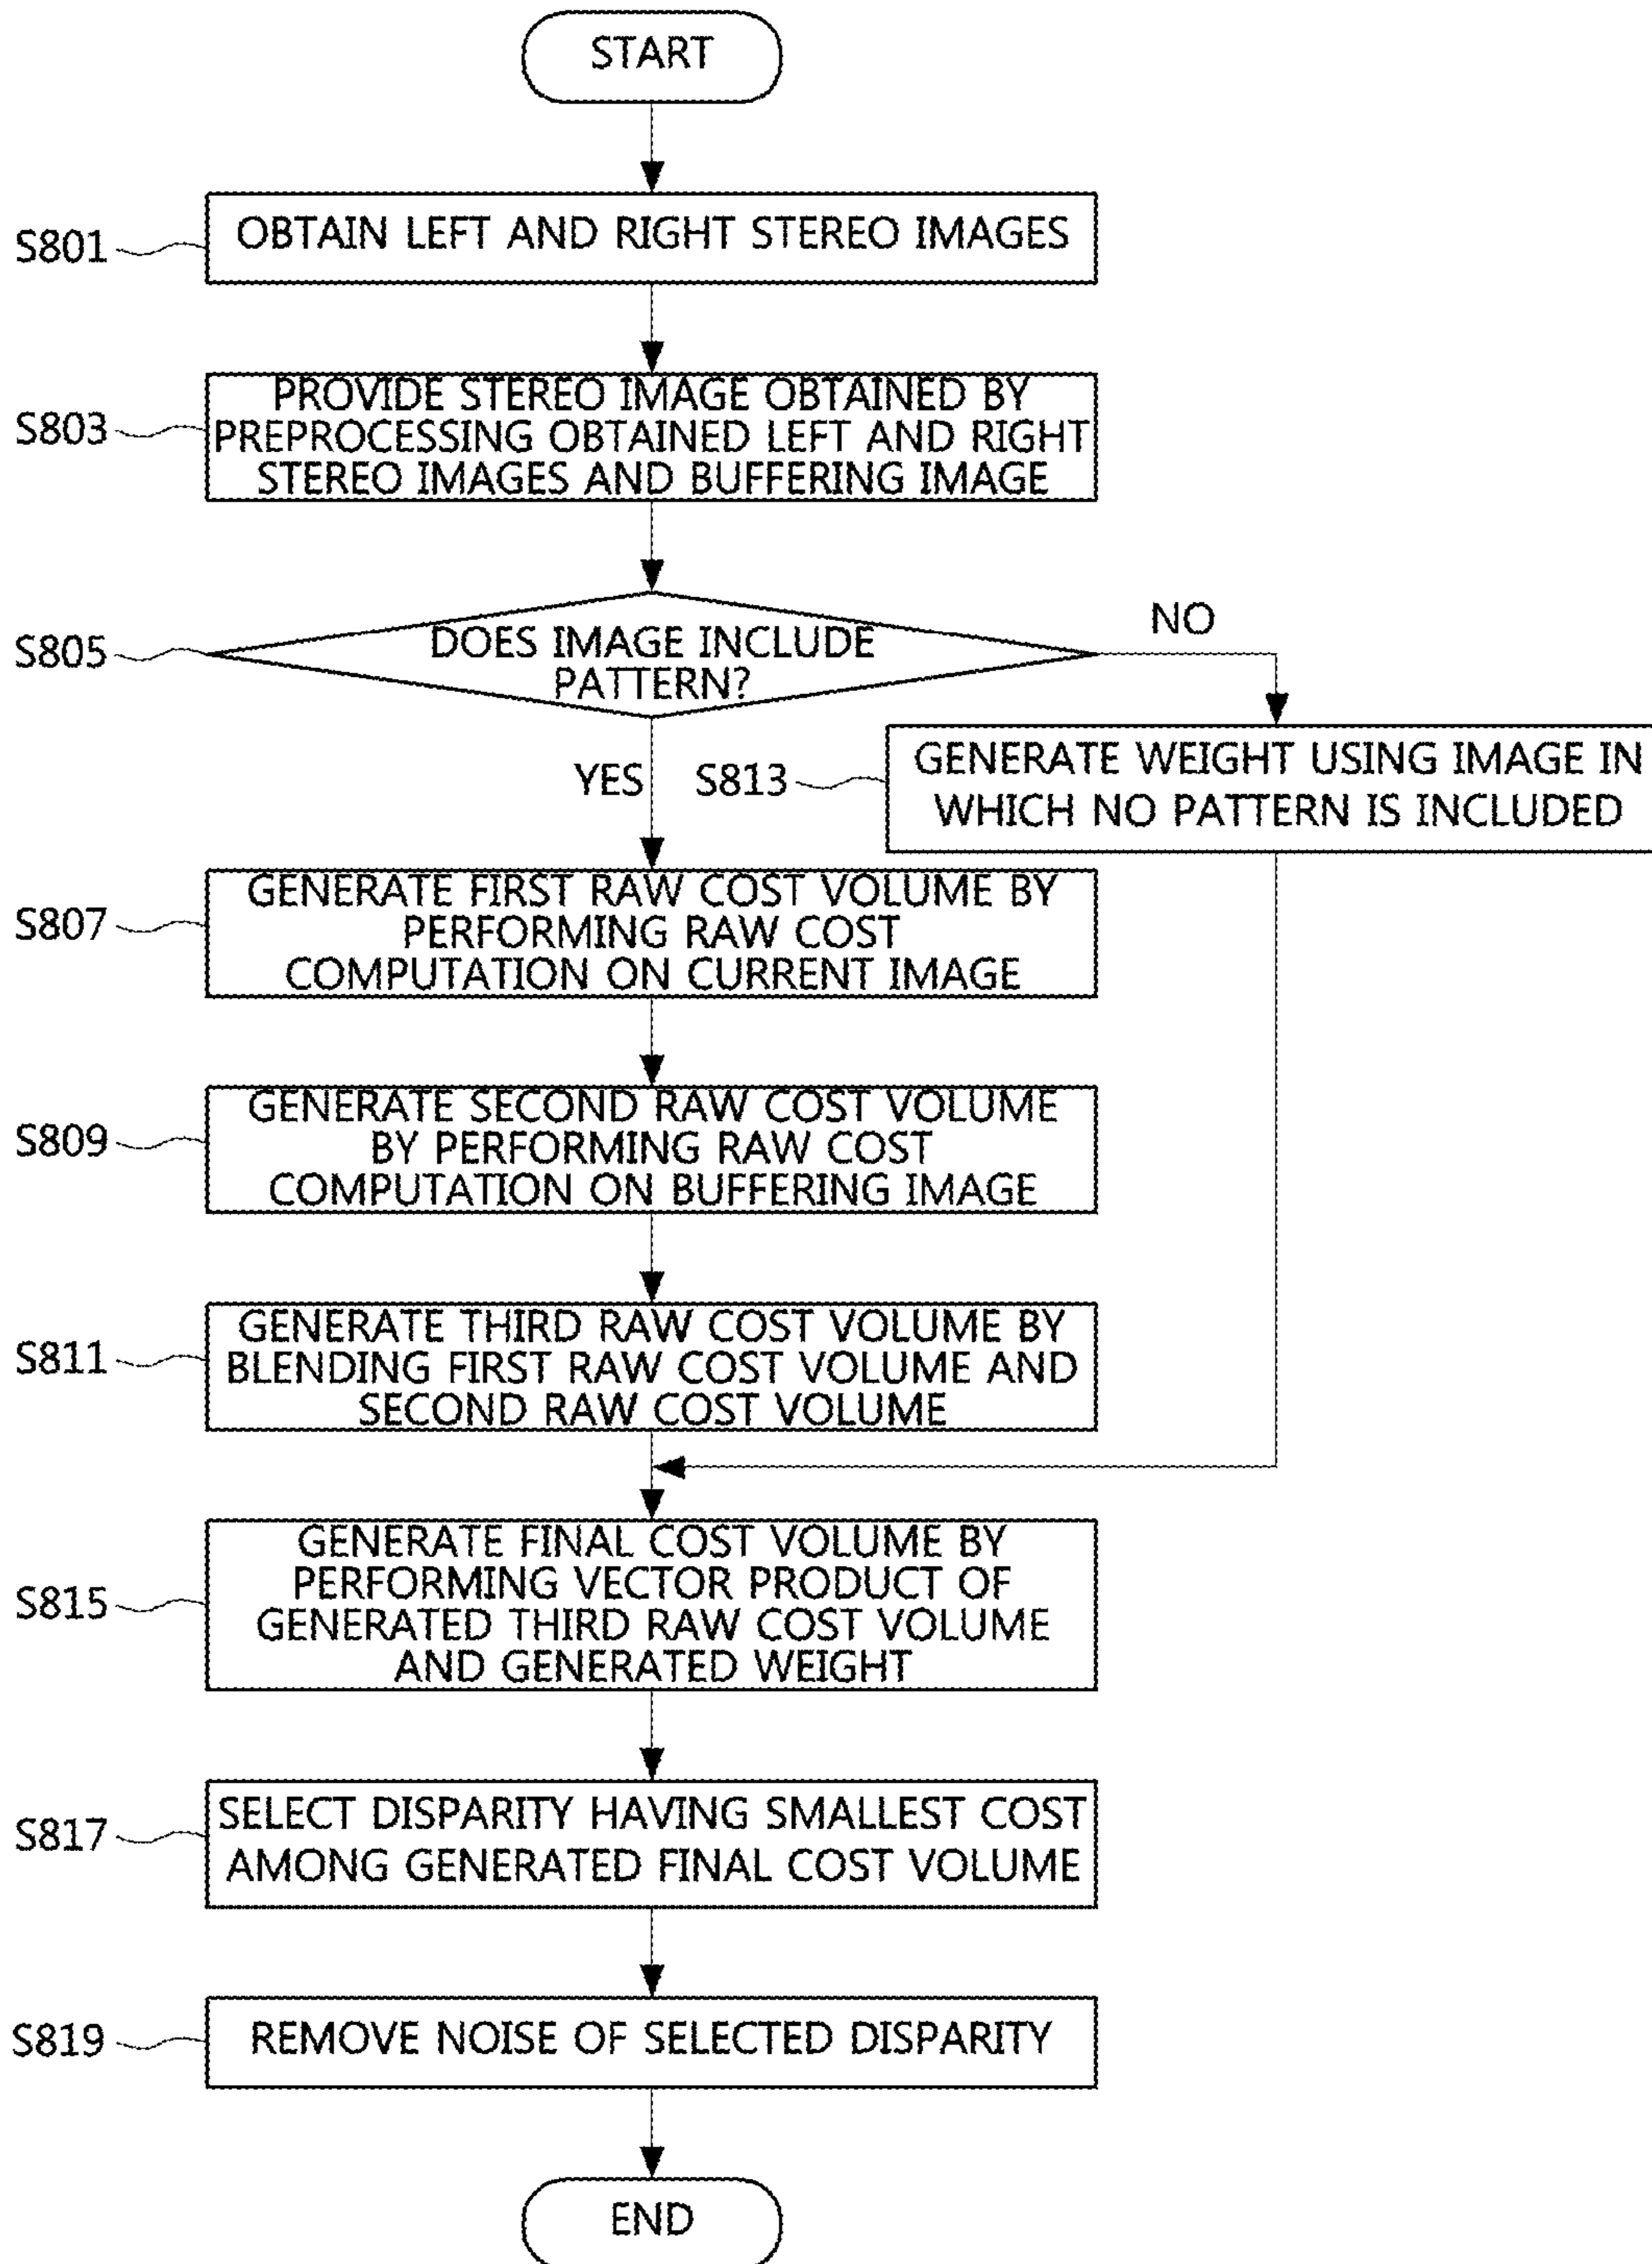 START
S801
OBTAIN LEFT AND RIGHT STEREO IMAGES
S803
PROVIDE STEREO IMAGE OBTAINED BY
PREPROCESSING OBTAINED LEFT AND RIGHT
STEREO IMAGES AND BUFFERING IMAGE
S805
DOES IMAGE INCLUDE
PATTERN?
NO
YES
S813
GENERATE WEIGHT USING IMAGE IN
WHICH NO PATTERN IS INCLUDED
S807
GENERATE FIRST RAW COST VOLUME BY
PERFORMING RAW COST
COMPUTATION ON CURRENT IMAGE
S809
GENERATE SECOND RAW COST VOLUME
BY PERFORMING RAW COST
COMPUTATION ON BUFFERING IMAGE
S811
GENERATE THIRD RAW COST VOLUME BY
BLENDING FIRST RAW COST VOLUME AND
SECOND RAW COST VOLUME
S815
GENERATE FINAL COST VOLUME BY
PERFORMING VECTOR PRODUCT OF
GENERATED THIRD RAW COST VOLUME
AND GENERATED WEIGHT
S817
SELECT DISPARITY HAVING SMALLEST COST
AMONG GENERATED FINAL COST VOLUME
S819
REMOVE NOISE OF SELECTED DISPARITY
END